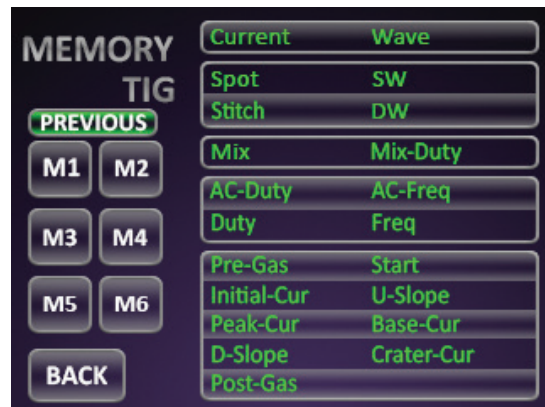 MEMORY
TIG
PREVIOUS
M1 M2
M3 M4
M5 M6
BACK
Current Wave
Spot SW
Stitch DW
Mix Mix-Duty
AC-Duty AC-Freq
Duty Freq
Pre-Gas Start
Initial-Cur U-Slope
Peak-Cur Base-Cur
D-Slope Crater-Cur
Post-Gas